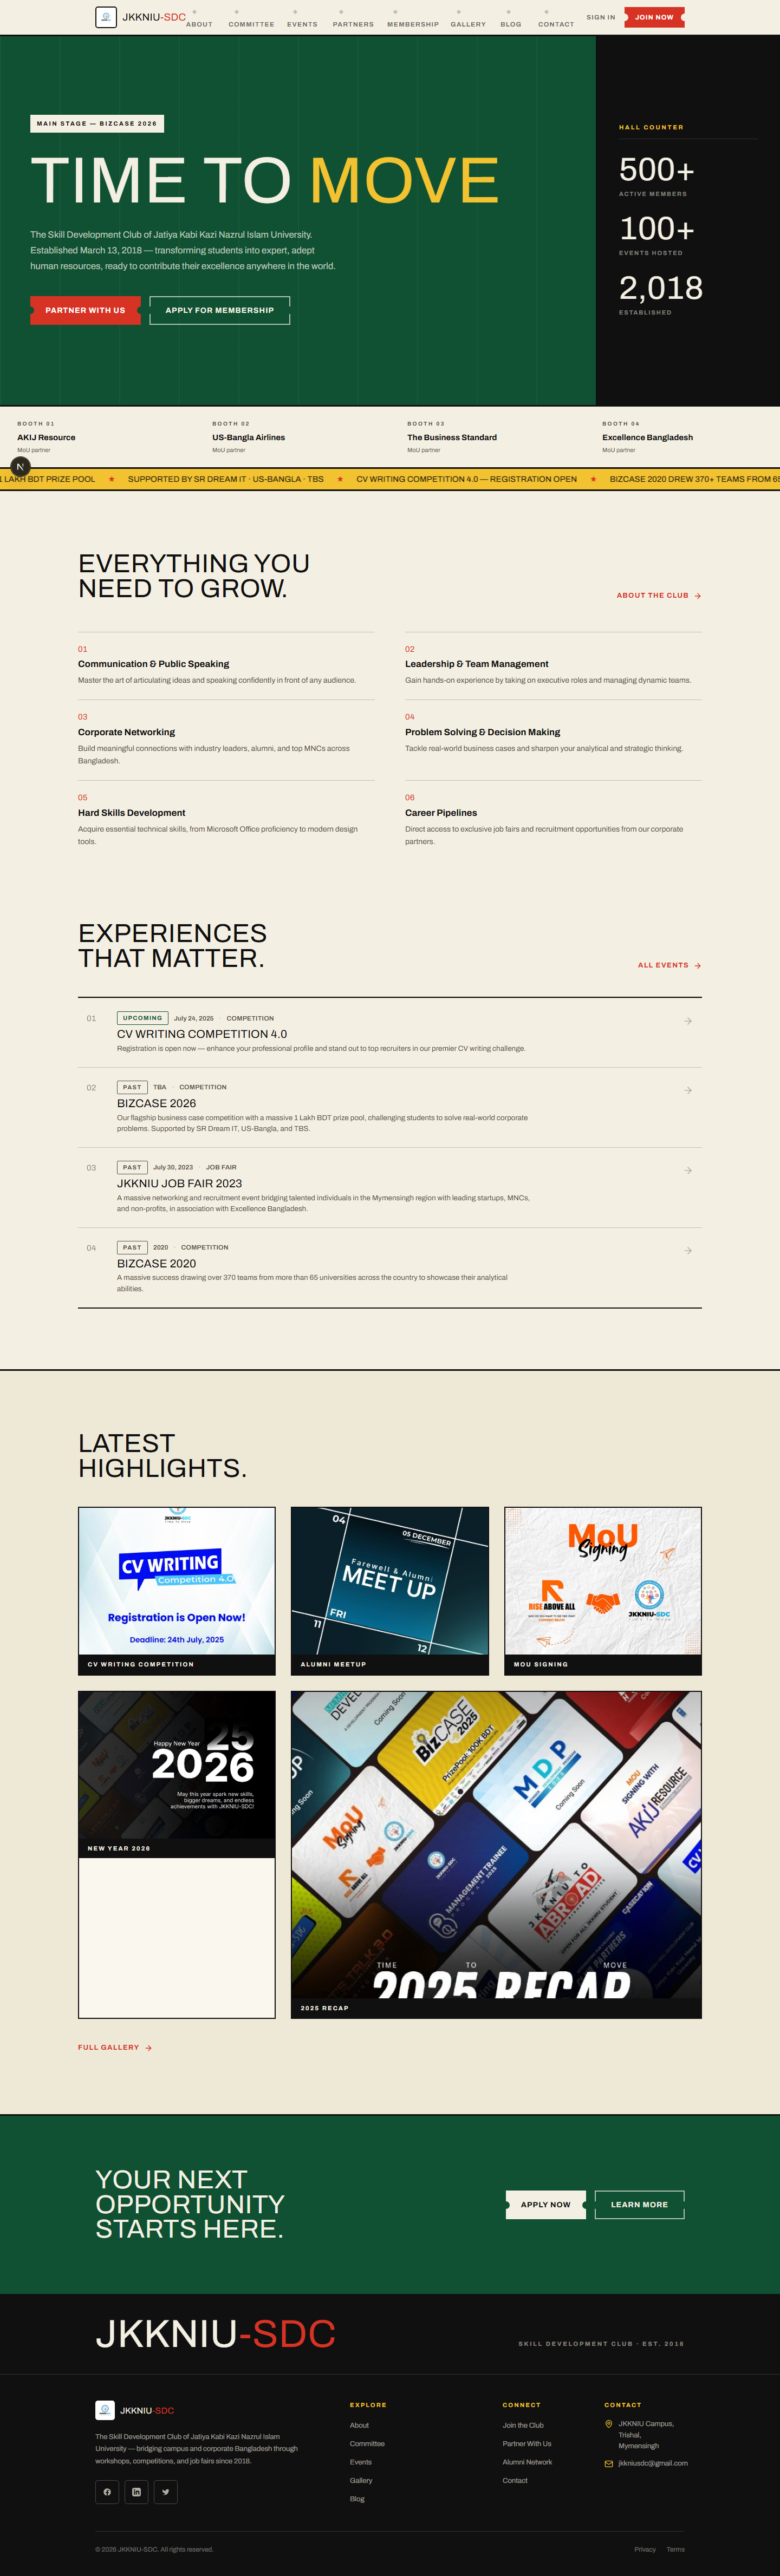 JKKNIU-SDC
ABOUT
COMMITTEE
EVENTS
PARTNERS
MEMBERSHIP
GALLERY
BLOG
CONTACT
SIGN IN
JOIN NOW
MAIN STAGE — BIZCASE 2026
TIME TO MOVE
The Skill Development Club of Jatiya Kabi Kazi Nazrul Islam University.
Established March 13, 2018 — transforming students into expert, adept
human resources, ready to contribute their excellence anywhere in the world.
PARTNER WITH US
APPLY FOR MEMBERSHIP
HALL COUNTER
500+
ACTIVE MEMBERS
100+
EVENTS HOSTED
2,018
ESTABLISHED
BOOTH 01
AKIJ Resource
MoU partner
BOOTH 02
US-Bangla Airlines
MoU partner
BOOTH 03
The Business Standard
MoU partner
BOOTH 04
Excellence Bangladesh
MoU partner
N
1 LAKH BDT PRIZE POOL ★ SUPPORTED BY SR DREAM IT · US-BANGLA · TBS ★ CV WRITING COMPETITION 4.0 — REGISTRATION OPEN ★ BIZCASE 2020 DREW 370+ TEAMS FROM 65
EVERYTHING YOU
NEED TO GROW.
ABOUT THE CLUB →
01
Communication & Public Speaking
Master the art of articulating ideas and speaking confidently in front of any audience.
02
Leadership & Team Management
Gain hands-on experience by taking on executive roles and managing dynamic teams.
03
Corporate Networking
Build meaningful connections with industry leaders, alumni, and top MNCs across
Bangladesh.
04
Problem Solving & Decision Making
Tackle real-world business cases and sharpen your analytical and strategic thinking.
05
Hard Skills Development
Acquire essential technical skills, from Microsoft Office proficiency to modern design
tools.
06
Career Pipelines
Direct access to exclusive job fairs and recruitment opportunities from our corporate
partners.
EXPERIENCES
THAT MATTER.
ALL EVENTS →
01
UPCOMING July 24, 2025 · COMPETITION
CV WRITING COMPETITION 4.0
Registration is open now — enhance your professional profile and stand out to top recruiters in our premier CV writing challenge.
02
PAST TBA · COMPETITION
BIZCASE 2026
Our flagship business case competition with a massive 1 Lakh BDT prize pool, challenging students to solve real-world corporate
problems. Supported by SR Dream IT, US-Bangla, and TBS.
03
PAST July 30, 2023 · JOB FAIR
JKKNIU JOB FAIR 2023
A massive networking and recruitment event bridging talented individuals in the Mymensingh region with leading startups, MNCs,
and non-profits, in association with Excellence Bangladesh.
04
PAST 2020 · COMPETITION
BIZCASE 2020
A massive success drawing over 370 teams from more than 65 universities across the country to showcase their analytical
abilities.
LATEST
HIGHLIGHTS.
JKKNIU-SDC
CV WRITING
Competition 4.0
Registration is Open Now!
Deadline: 24th July, 2025
CV WRITING COMPETITION
04
05 DECEMBER
Farewell & Alumni
MEET UP
FRI
11
12
ALUMNI MEETUP
MoU
Signing
RISE ABOVE ALL
JKKNIU-SDC
MOU SIGNING
Happy New Year
25
2026
May this year spark new skills,
bigger dreams, and endless
achievements with JKKNIU-SDC!
NEW YEAR 2026
Coming Soon
BizCASE
2025
PrizePool: 100K BDT
MDP
Coming Soon
MOU
SIGNING WITH
AKIJ RESOURCE
MoU
Signing
MANAGEMENT TRAINEE
JKKNIU TO
ABROAD
TIME TO MOVE
2025 RECAP
2025 RECAP
FULL GALLERY →
YOUR NEXT
OPPORTUNITY
STARTS HERE.
APPLY NOW
LEARN MORE
JKKNIU-SDC
SKILL DEVELOPMENT CLUB · EST. 2018
JKKNIU-SDC
The Skill Development Club of Jatiya Kabi Kazi Nazrul Islam
University — bridging campus and corporate Bangladesh through
workshops, competitions, and job fairs since 2018.
EXPLORE
About
Committee
Events
Gallery
Blog
CONNECT
Join the Club
Partner With Us
Alumni Network
Contact
CONTACT
JKKNIU Campus,
Trishal,
Mymensingh
jkkniusdc@gmail.com
© 2026 JKKNIU-SDC. All rights reserved.
Privacy
Terms